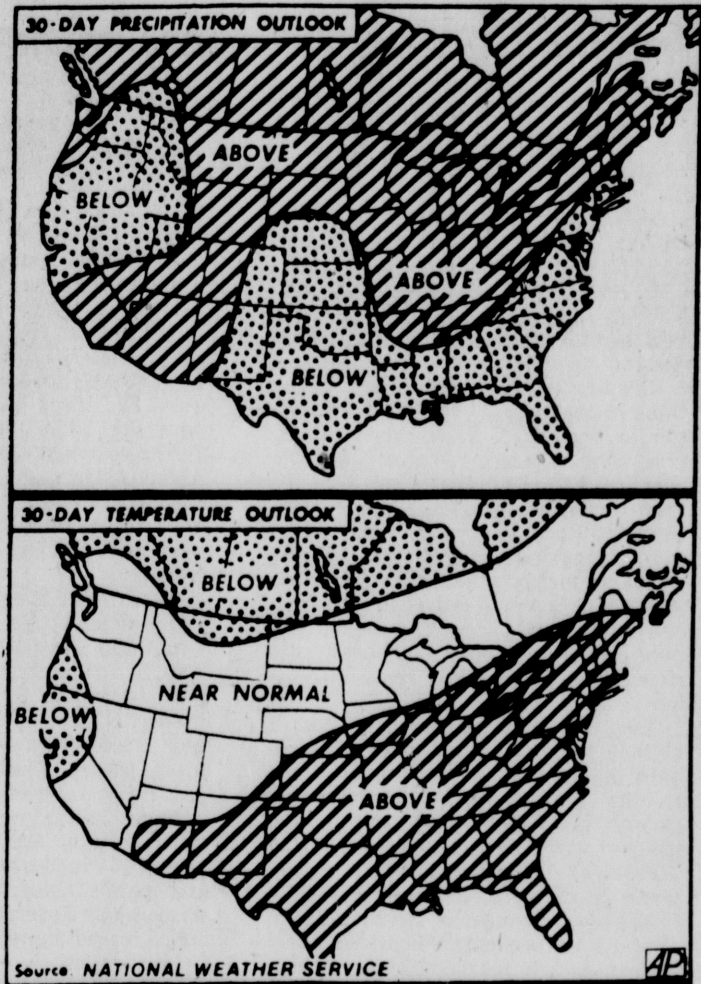 30-DAY PRECIPITATION OUTLOOK
ABOVE
BELOW
ABOVE
BELOW
30-DAY TEMPERATURE OUTLOOK
BELOW
NEAR NORMAL
BELOW
ABOVE
Source: NATIONAL WEATHER SERVICE
AP